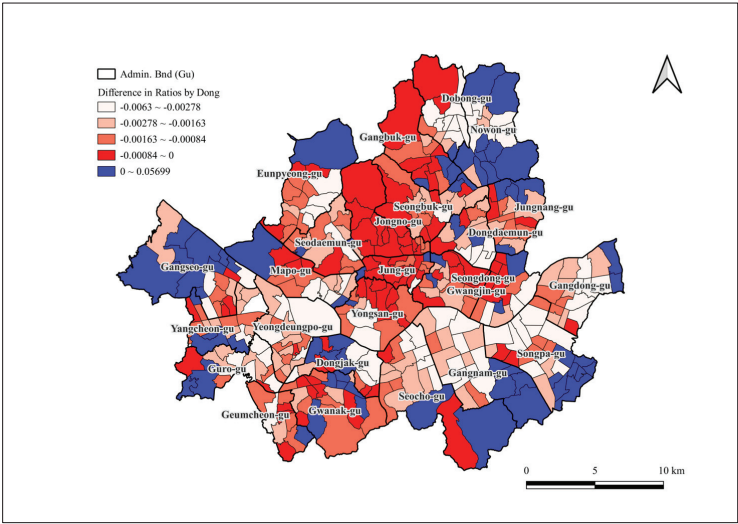 Admin. Bnd (Gu)
Difference in Ratios by Dong
-0.0063 ~ -0.00278
-0.00278 ~ -0.00163
-0.00163 ~ -0.00084
-0.00084 ~ 0
0 ~ 0.05699
Dobong-gu
Nowon-gu
Gangbuk-gu
Eunpyeong-gu
Seongbuk-gu
Jungnang-gu
Jongno-gu
Dongdaemun-gu
Seodaemun-gu
Gangseo-gu
Mapo-gu
Jung-gu
Seongdong-gu
Gwangjin-gu
Gangdong-gu
Yongsan-gu
Yangcheon-gu
Yeongdeungpo-gu
Songpa-gu
Dongjak-gu
Guro-gu
Gangnam-gu
Seocho-gu
Geumcheon-gu
Gwanak-gu
0 5 10 km